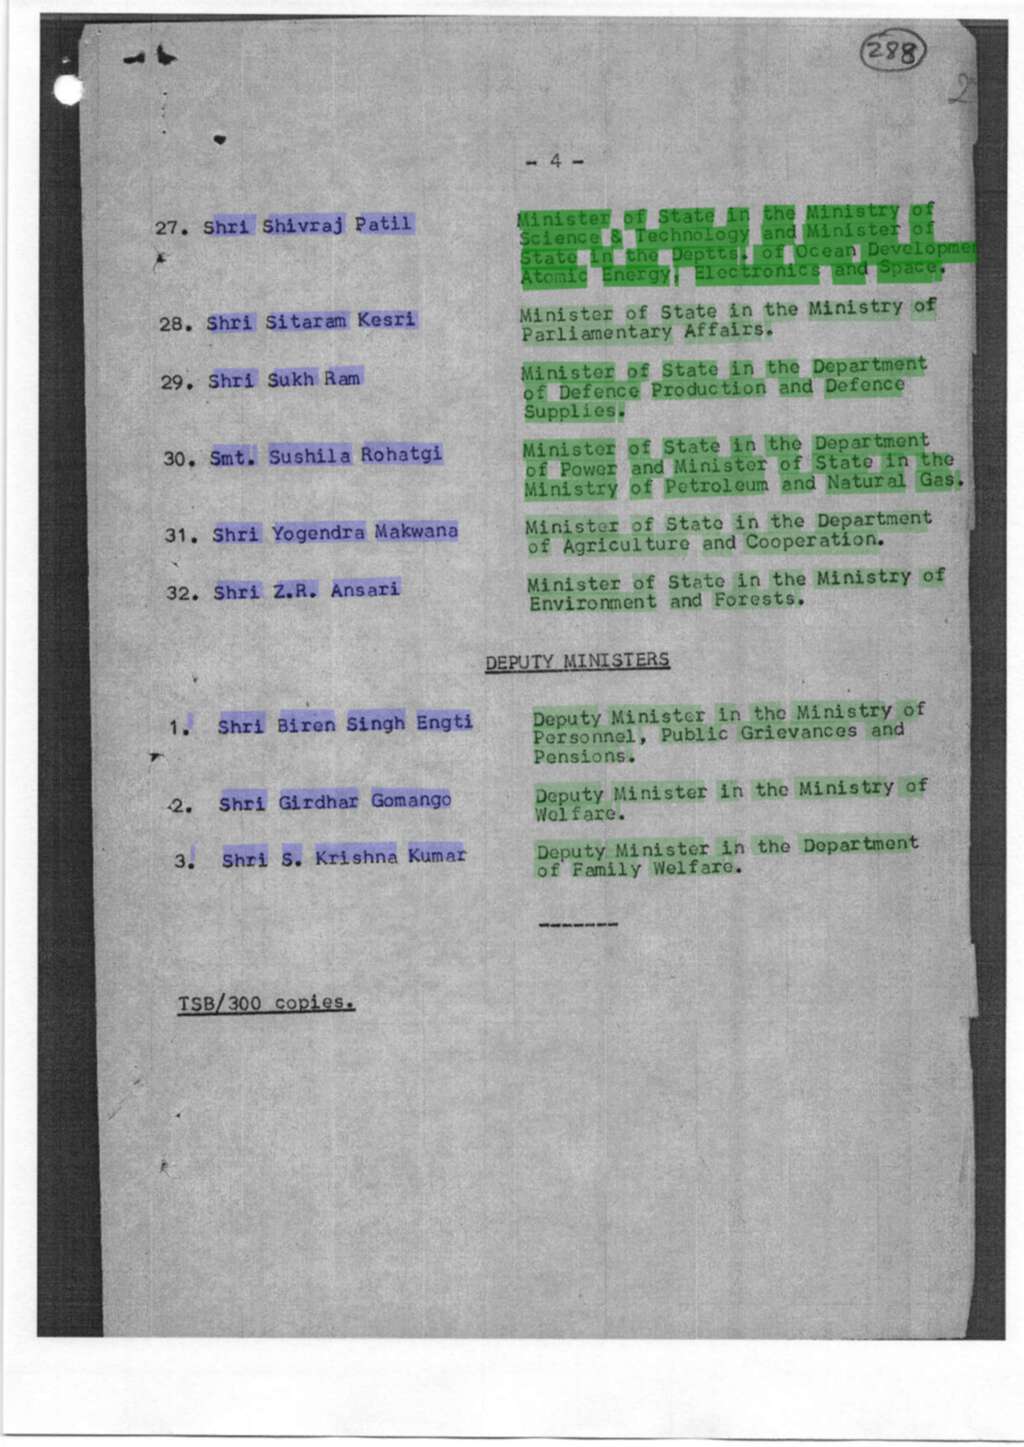 288
2
- 4 -
27. Shri Shivraj Patil Minister of State in the Ministry of
Science & Technology and Minister of
State in the Deptts. of Ocean Developmen
Atomic Energy, Electronics and Space.
28. Shri Sitaram Kesri Minister of State in the Ministry of
Parliamentary Affairs.
29. Shri Sukh Ram Minister of State in the Department
of Defence Production and Defence
Supplies.
30. Smt. Sushila Rohatgi Minister of State in the Department
of Power and Minister of State in the
Ministry of Petroleum and Natural Gas.
31. Shri Yogendra Makwana Minister of State in the Department
of Agriculture and Cooperation.
32. Shri Z.R. Ansari Minister of State in the Ministry of
Environment and Forests.
DEPUTY MINISTERS
1. Shri Biren Singh Engti Deputy Minister in the Ministry of
Personnel, Public Grievances and
Pensions.
2. Shri Girdhar Gomango Deputy Minister in the Ministry of
Welfare.
3. Shri S. Krishna Kumar Deputy Minister in the Department
of Family Welfare.
-------
TSB/300 copies.